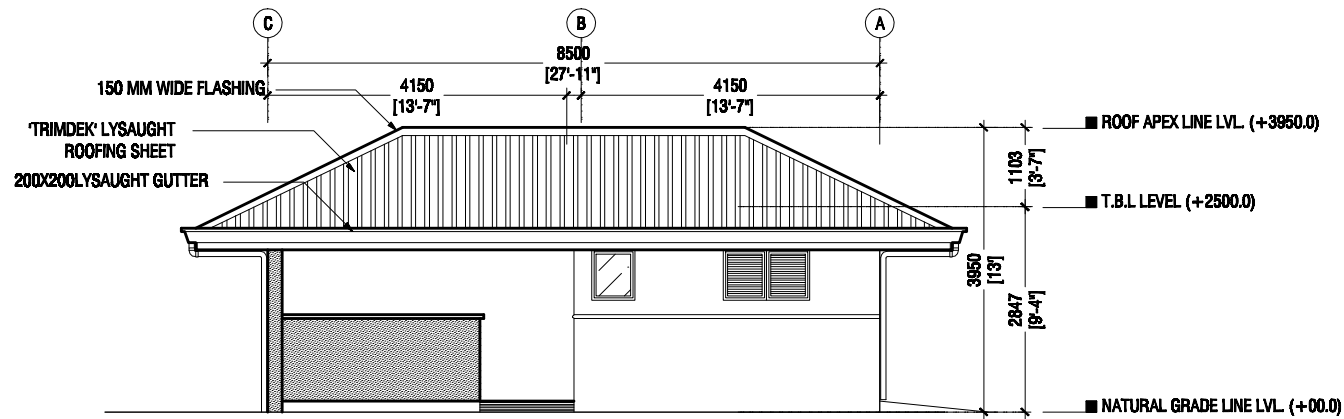 C
B
A
8500
[27'-11"]
4150
[13'-7"]
4150
[13'-7"]
150 MM WIDE FLASHING
'TRIMDEK' LYSAUGHT
ROOFING SHEET
200X200LYSAUGHT GUTTER
ROOF APEX LINE LVL. (+3950.0)
1103
[3'-7"]
T.B.L LEVEL (+2500.0)
3950
[13']
2847
[9'-4"]
NATURAL GRADE LINE LVL. (+00.0)